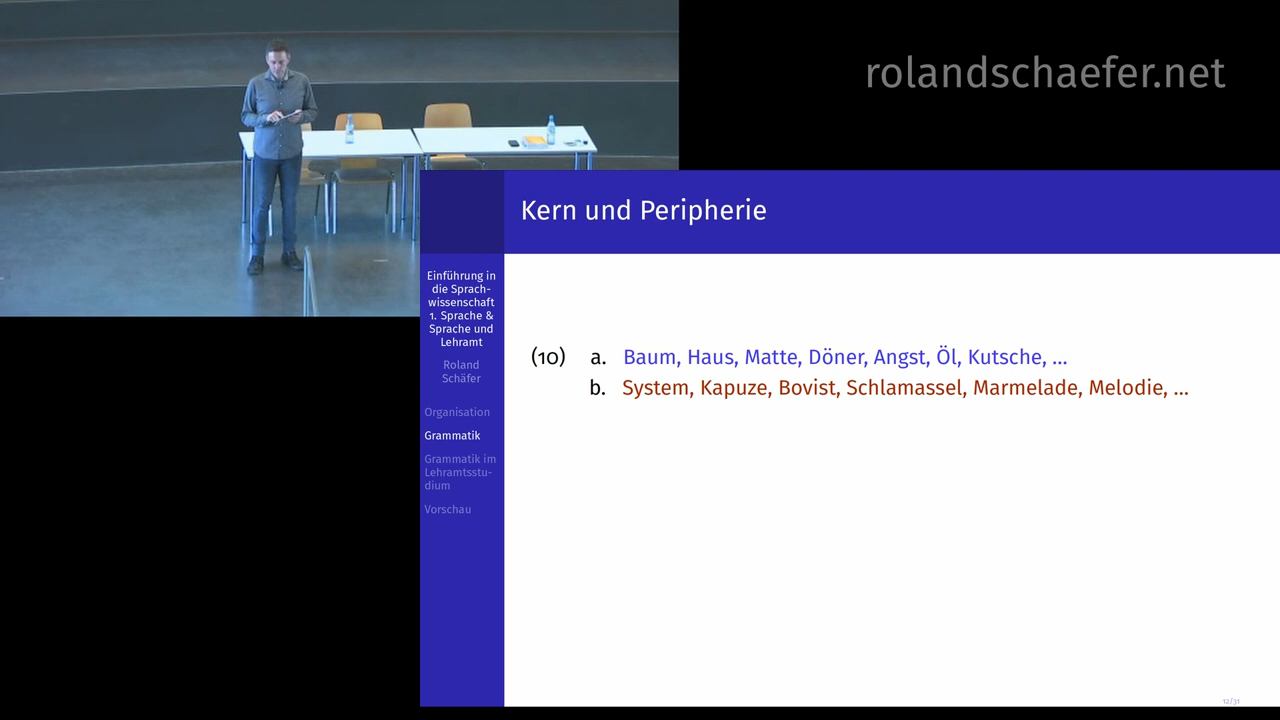 rolandschaefer.net
Kern und Peripherie
Einführung in
die Sprach-
wissenschaft
1. Sprache &
Sprache und
Lehramt
Roland
Schäfer
Organisation
Grammatik
Grammatik im
Lehramtsstu-
dium
Vorschau
(10) a. Baum, Haus, Matte, Döner, Angst, Öl, Kutsche, ...
b. System, Kapuze, Bovist, Schlamassel, Marmelade, Melodie, ...
12/31